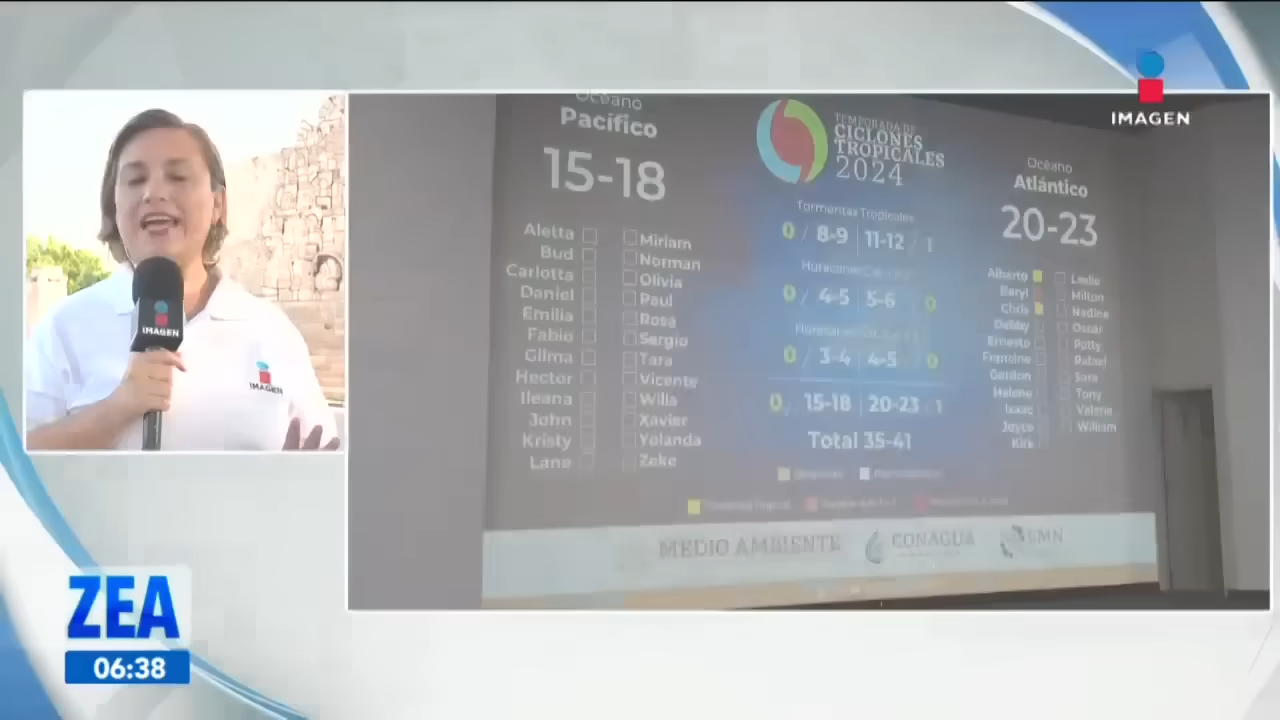 IMAGEN
IMAGEN
IMAGEN
Océano
Pacífico
15-18
Aletta
Bud
Carlotta
Daniel
Emilia
Fabio
Gilma
Hector
Ileana
John
Kristy
Lane
Miriam
Norman
Olivia
Paul
Rosa
Sergio
Tara
Vicente
Willa
Xavier
Yolanda
Zeke
TEMPORADA DE
CICLONES
TROPICALES
2024
Tormentas Tropicales
0 / 8-9 | 11-12 / 1
0 / 4-5 | 5-6 / 0
0 / 3-4 | 4-5 / 0
0 / 15-18 | 20-23 / 1
Total 35-41
Océano
Atlántico
20-23
Alberto
Beryl
Chris
Debby
Ernesto
Francine
Gordon
Helene
Isaac
Joyce
Kirk
Leslie
Milton
Nadine
Oscar
Patty
Rafael
Sara
Tony
Valerie
William
MEDIO AMBIENTE
CONAGUA
SMN
ZEA
06:38